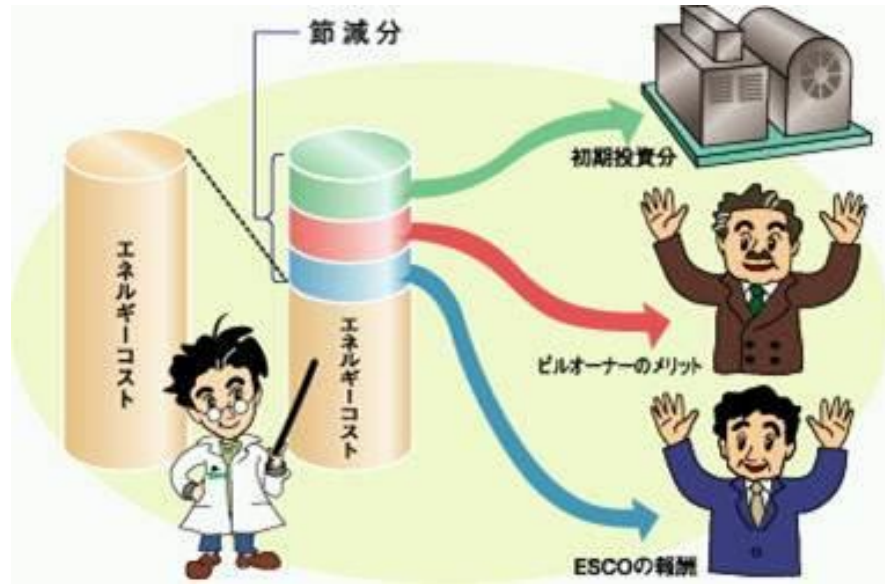 節減分
初期投資分
エネルギーコスト
エネルギーコスト
ビルオーナーのメリット
ESCOの報酬